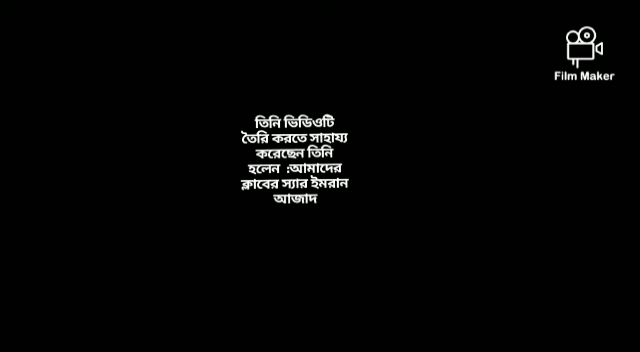 Film Maker
তিনি ভিডিওটি
তৈরি করতে সাহায্য
করেছেন তিনি
হলেন :আমাদের
ক্লাবের স্যার ইমরান
আজাদ